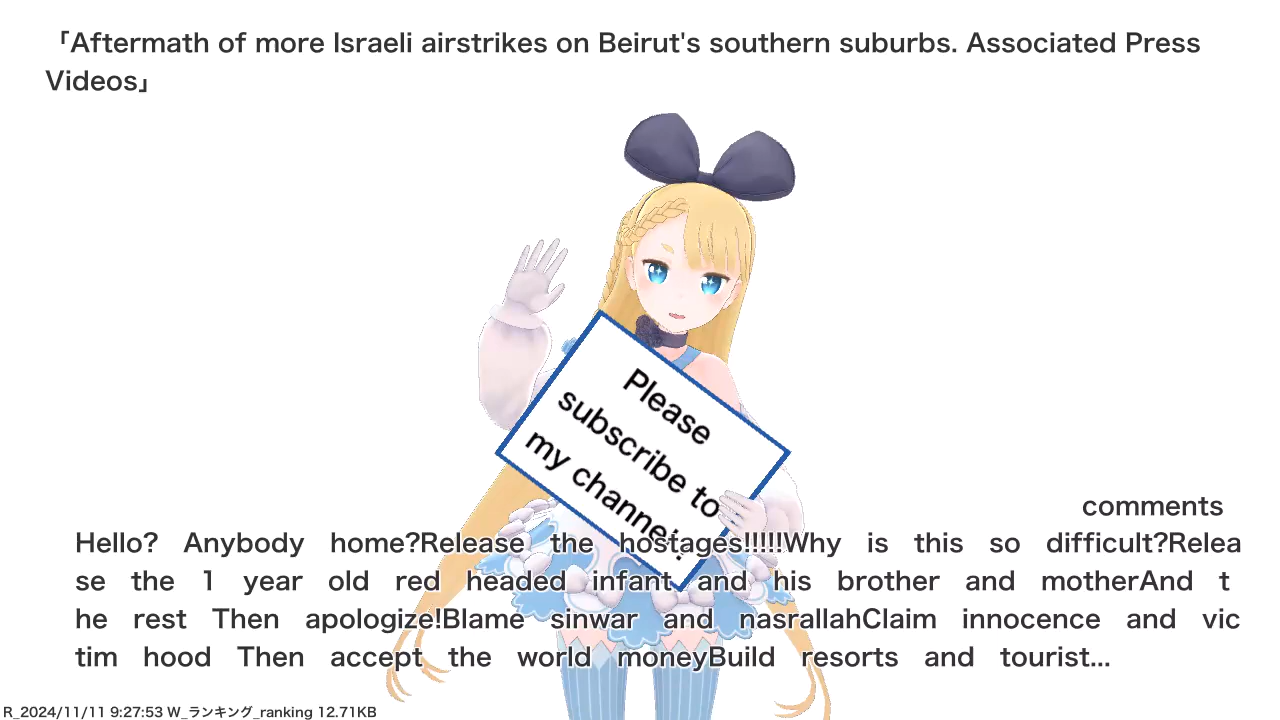 「Aftermath of more Israeli airstrikes on Beirut's southern suburbs. Associated Press
Videos」
Please
subscribe to
my channel!
comments
Hello? Anybody home?Release the hostages!!!!!Why is this so difficult?Relea
se the 1 year old red headed infant and his brother and motherAnd t
he rest Then apologize!Blame sinwar and nasrallahClaim innocence and vic
tim hood Then accept the world moneyBuild resorts and tourist...
R_2024/11/11 9:27:53 W_ランキング_ranking 12.71KB